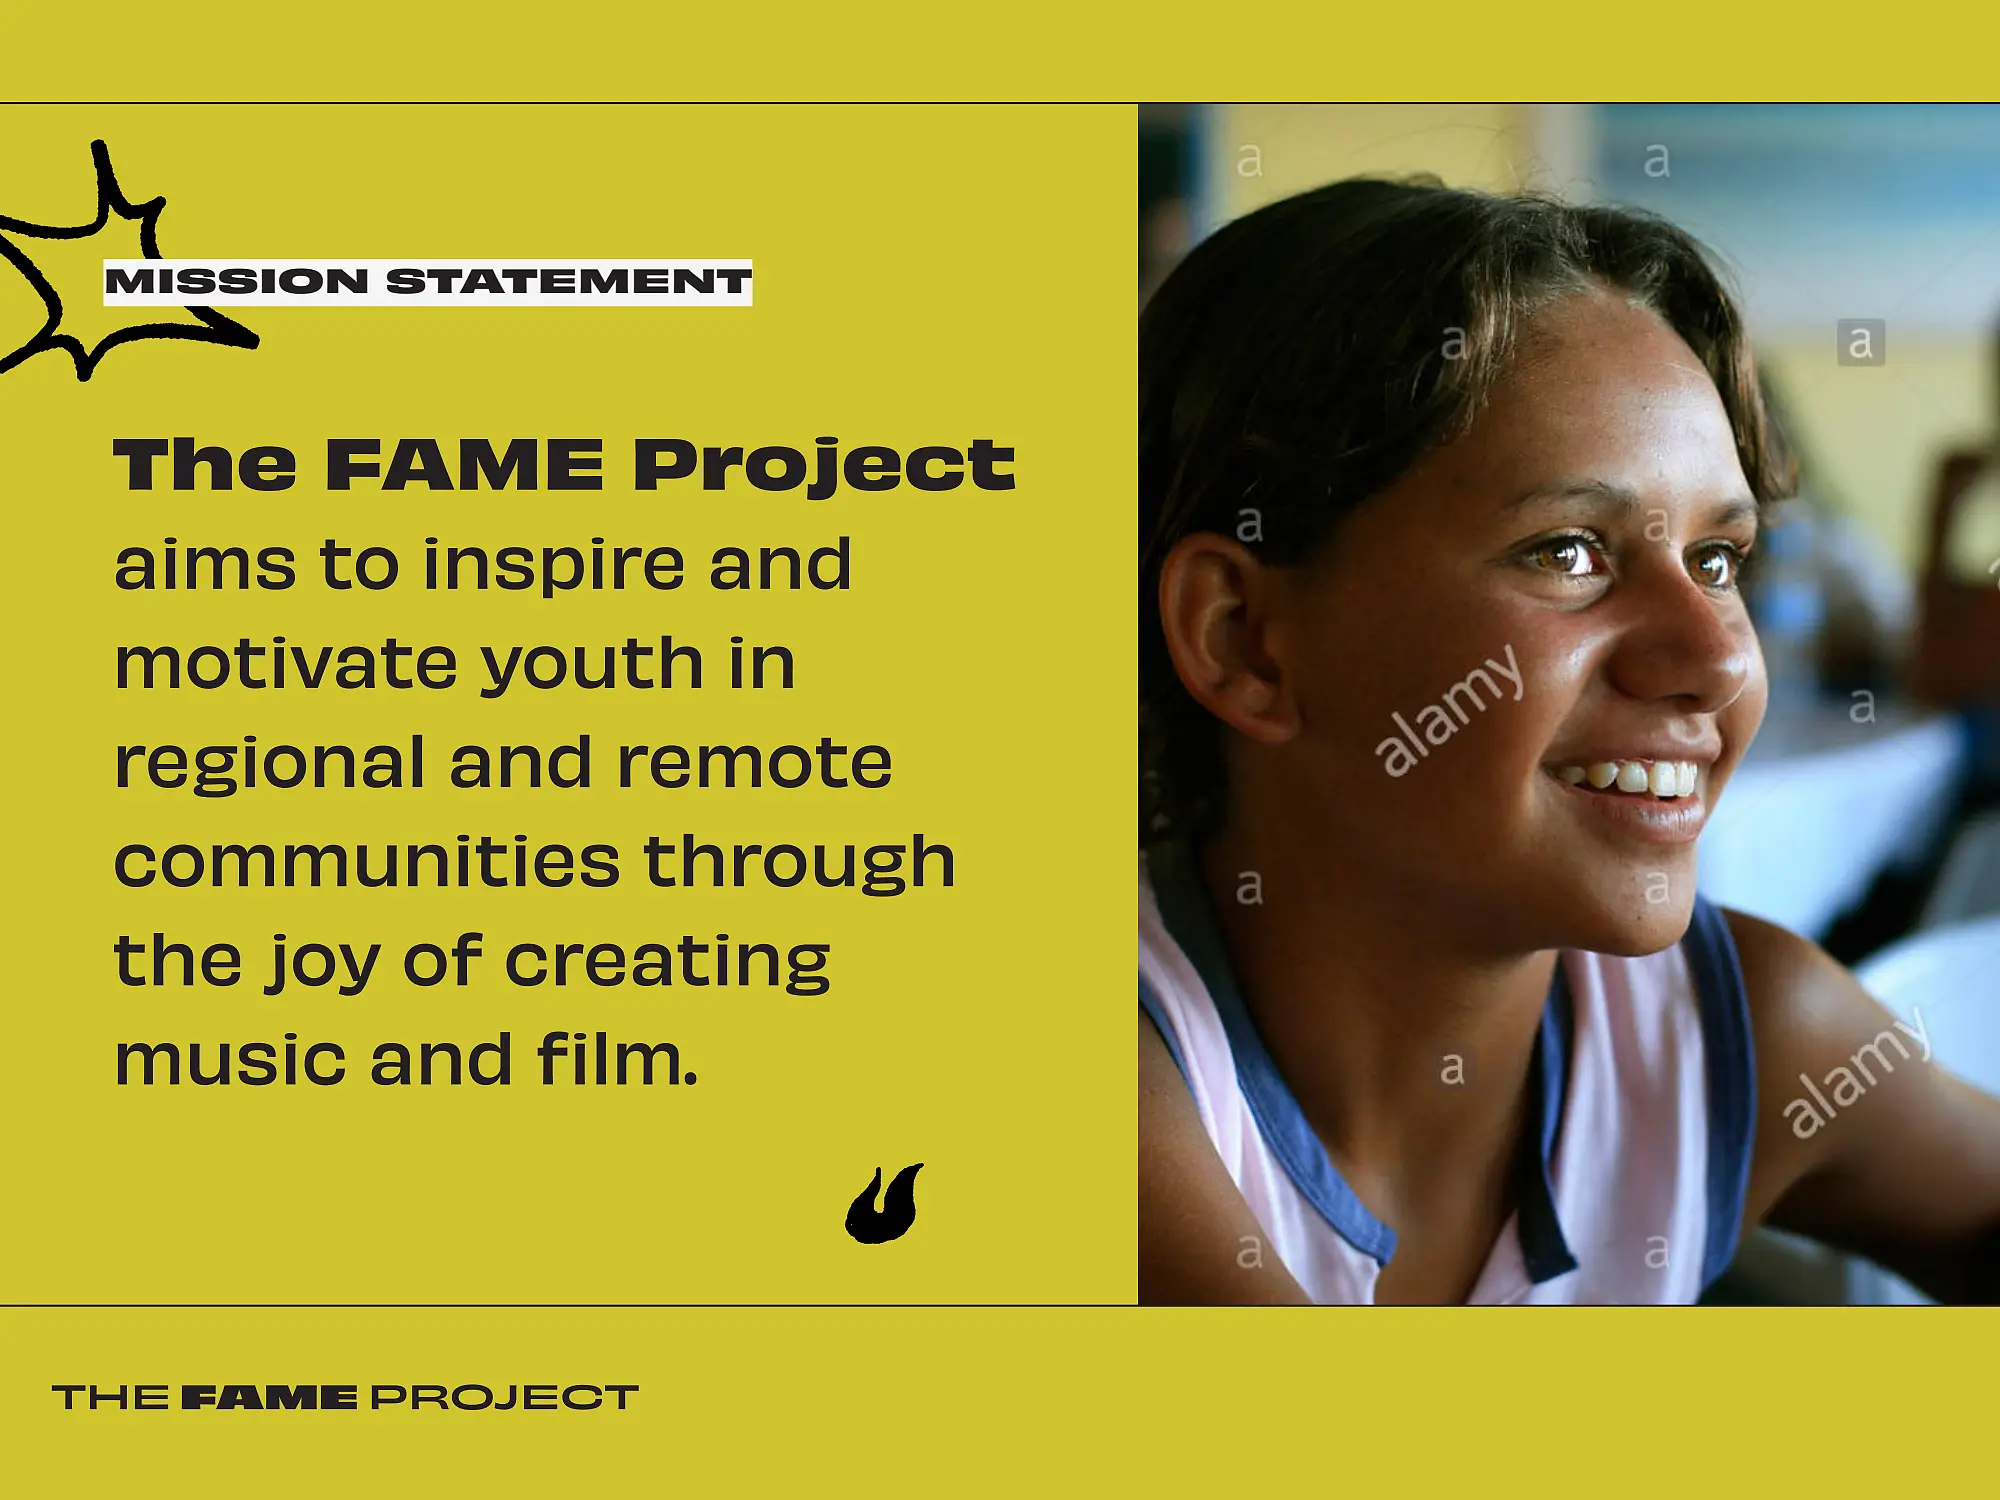 MISSION STATEMENT
The FAME Project
aims to inspire and
motivate youth in
regional and remote
communities through
the joy of creating
music and film.
THE FAME PROJECT
a
a
a
a
a
a
alamy
a
a
a
a
alamy
a
a